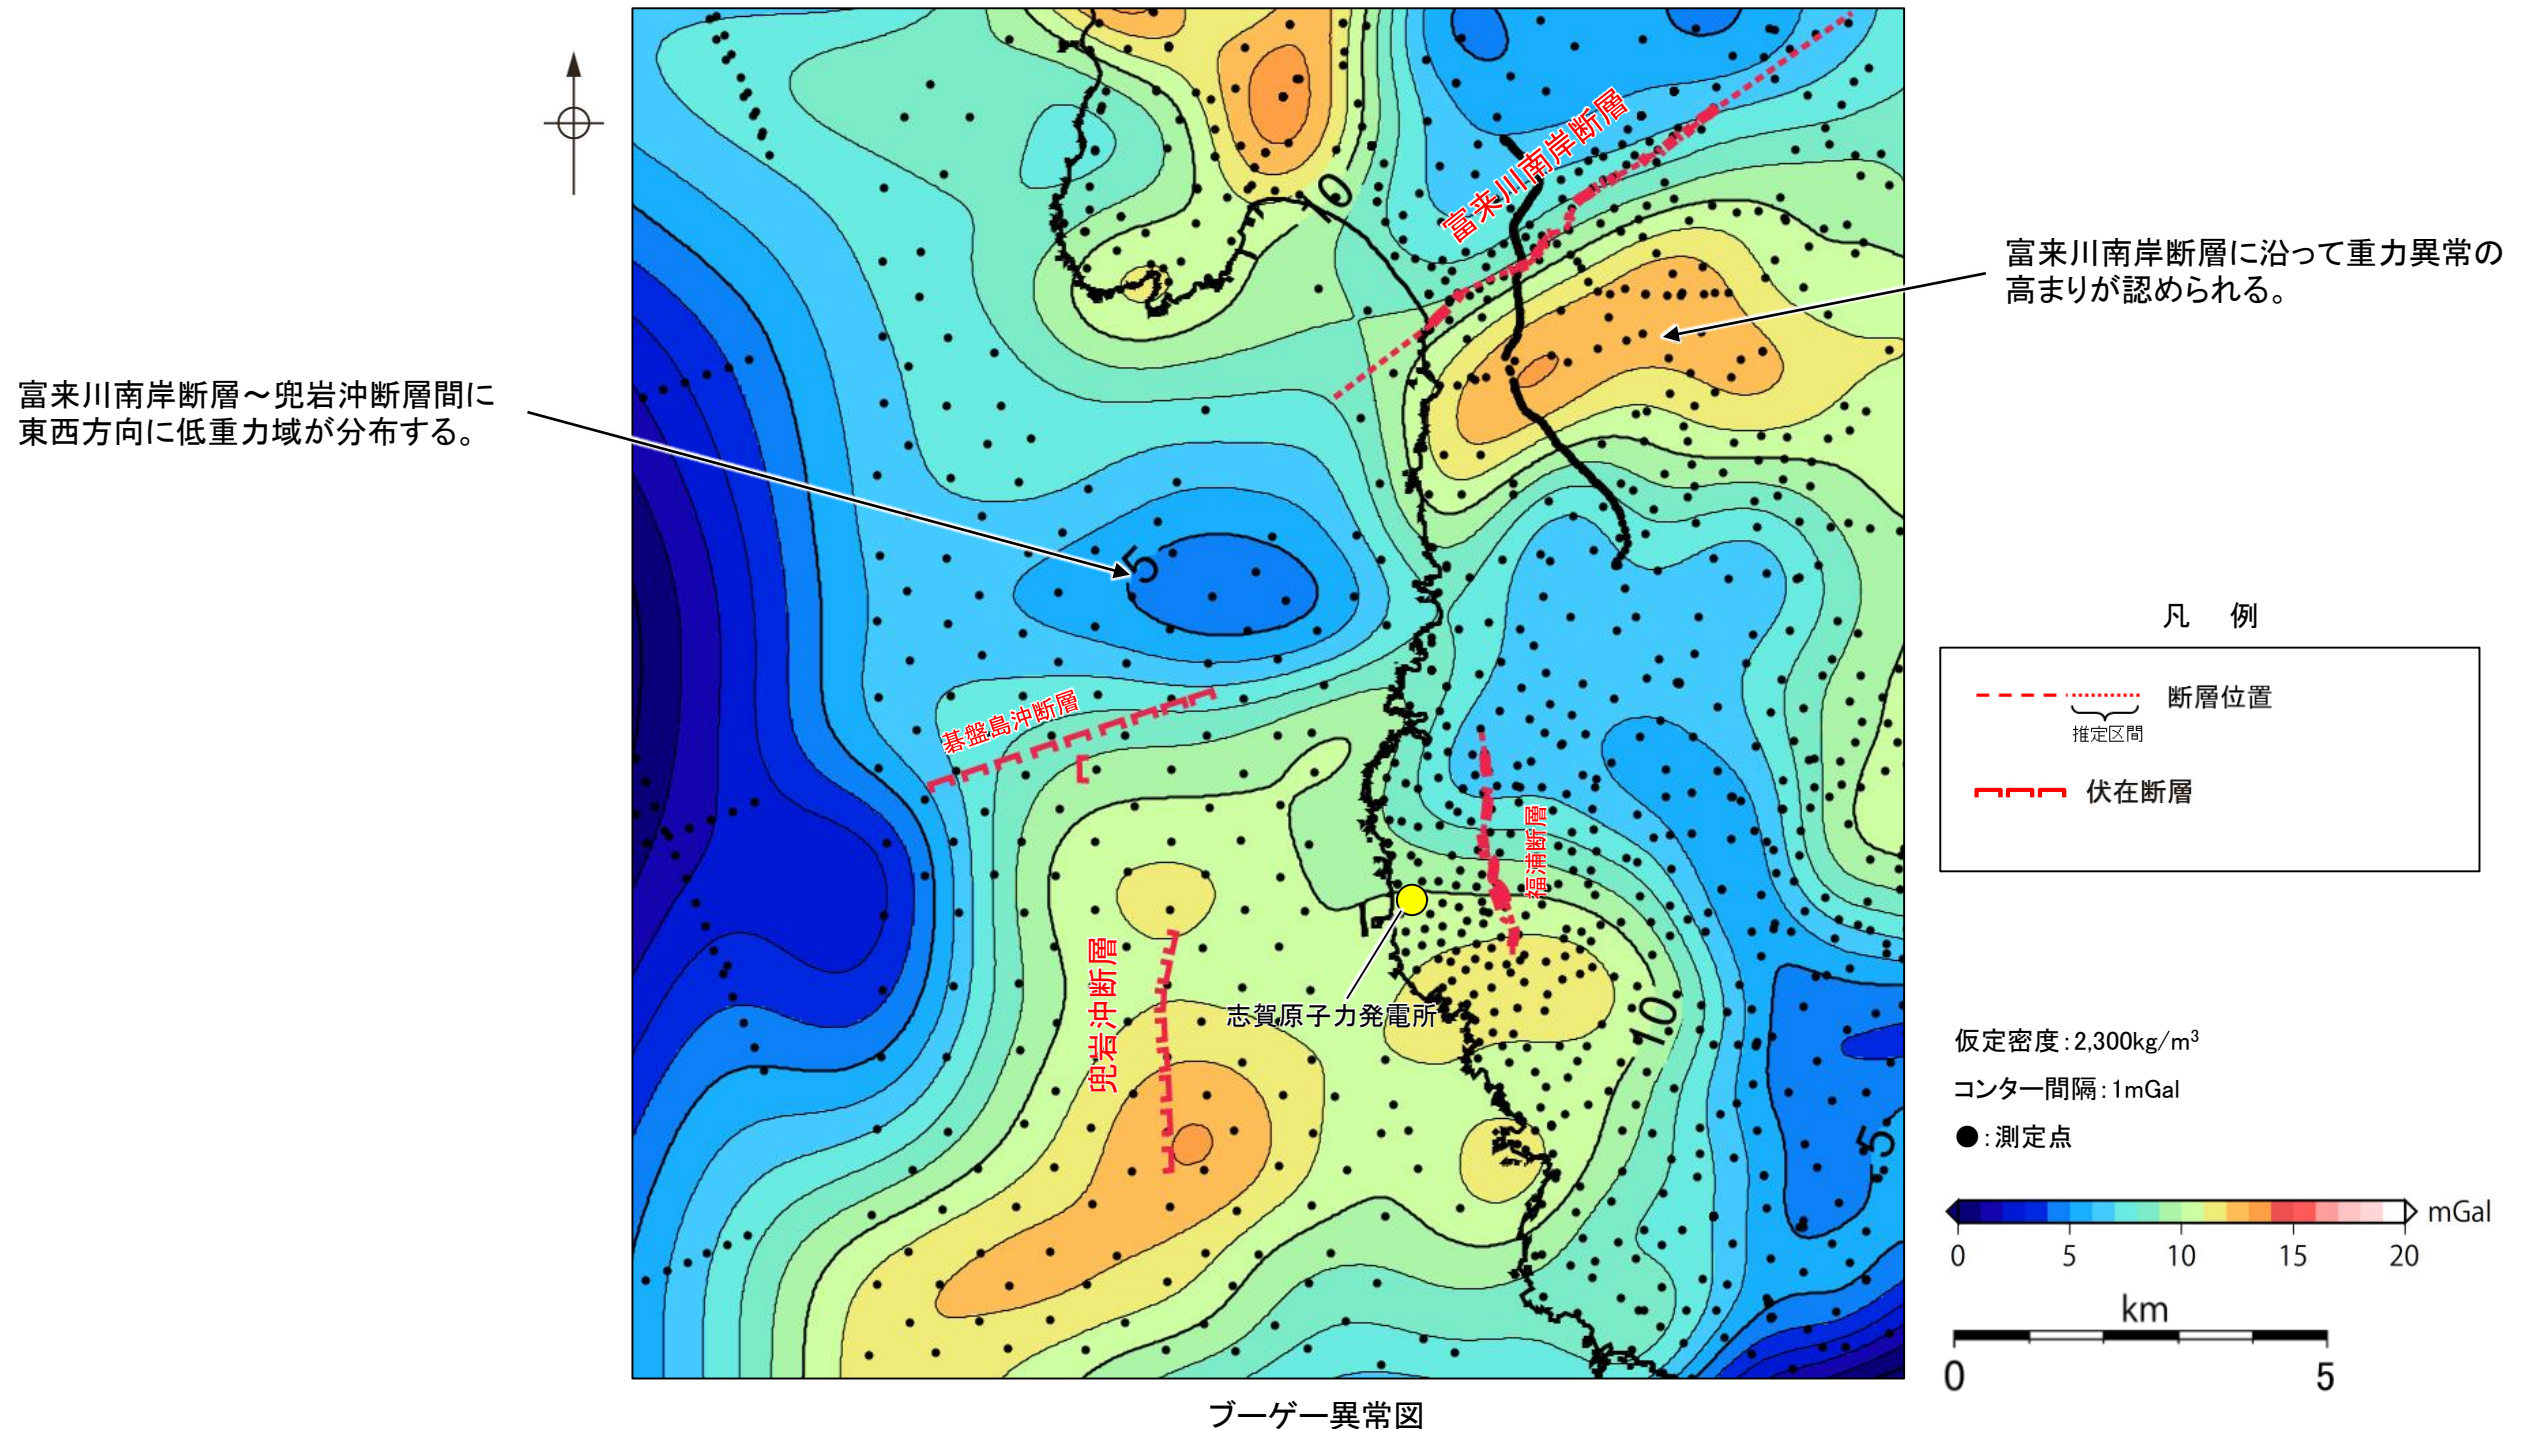 富来川南岸断層
10
富来川南岸断層に沿って重力異常の
高まりが認められる。
富来川南岸断層～兜岩沖断層間に
東西方向に低重力域が分布する。
5
碁盤島沖断層
福浦断層
兜岩沖断層
志賀原子力発電所
10
5
凡 例
断層位置
推定区間
伏在断層
仮定密度：2,300kg/m³
コンター間隔：1mGal
●：測定点
mGal
0 5 10 15 20
km
0 5
ブーゲー異常図